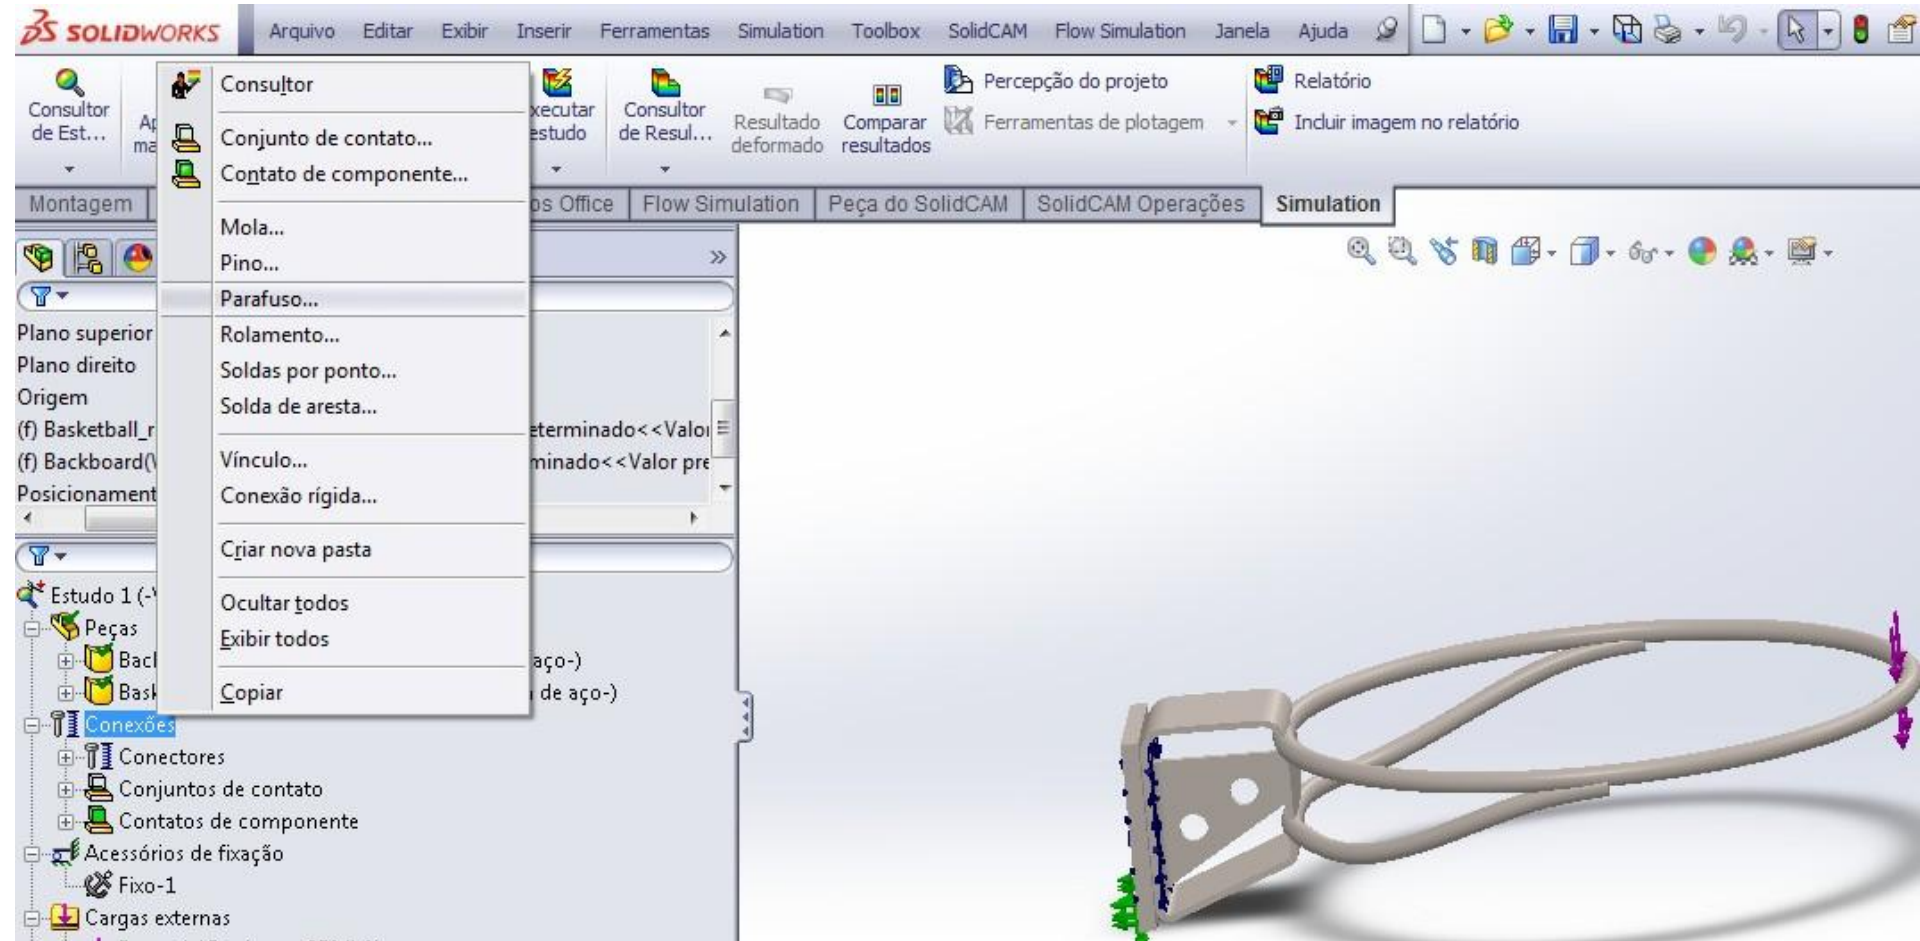 SOLIDWORKS
Arquivo Editar Exibir Inserir Ferramentas Simulation Toolbox SolidCAM Flow Simulation Janela Ajuda
Consultor
de Est...
Consultor
de Resul...
estudo
Resultado
deformado
Comparar
resultados
Percepção do projeto
Ferramentas de plotagem
Relatório
Incluir imagem no relatório
Montagem
Office
Flow Simulation
Peça do SolidCAM
SolidCAM Operações
Simulation
Consultor
Conjunto de contato...
Contato de componente...
Mola...
Pino...
Parafuso...
Rolamento...
Soldas por ponto...
Solda de aresta...
Vínculo...
Conexão rígida...
Criar nova pasta
Ocultar todos
Exibir todos
Copiar
Plano superior
Plano direito
Origem
(f) Basketball_r
eterminado<<Valor
(f) Backboard(
minado<<Valor pre
Posicionament
Estudo 1 (-
Peças
Bac
aço-)
Bask
de aço-)
Conexões
Conectores
Conjuntos de contato
Contatos de componente
Acessórios de fixação
Fixo-1
Cargas externas